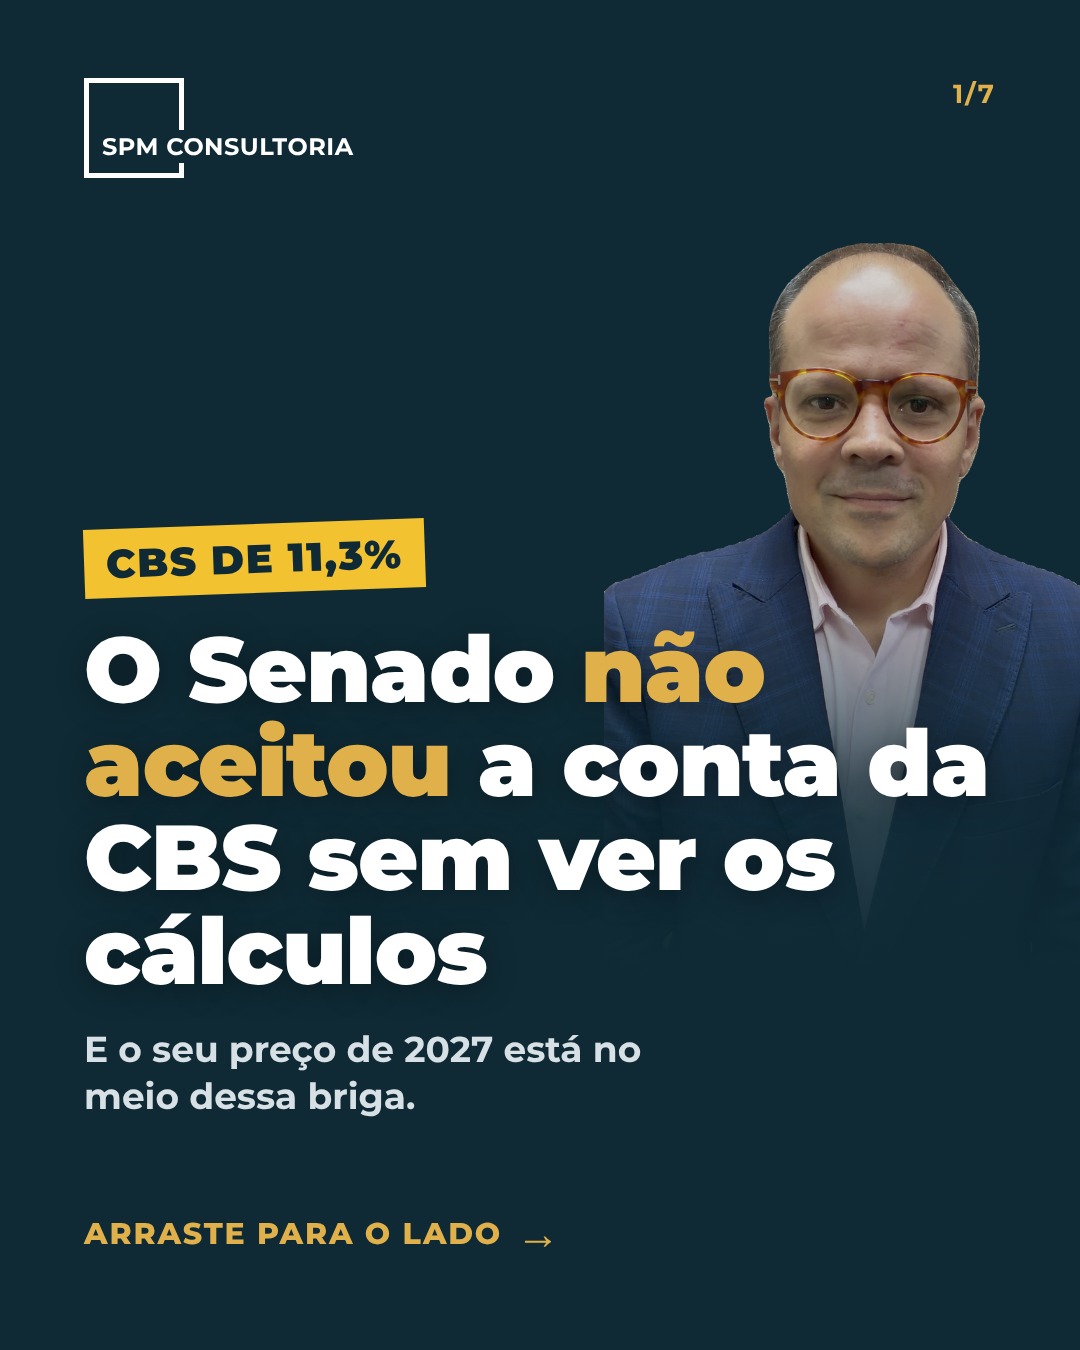 SPM CONSULTORIA
1/7
CBS DE 11,3%
O Senado não
aceitou a conta da
CBS sem ver os
cálculos
E o seu preço de 2027 está no
meio dessa briga.
ARRASTE PARA O LADO →